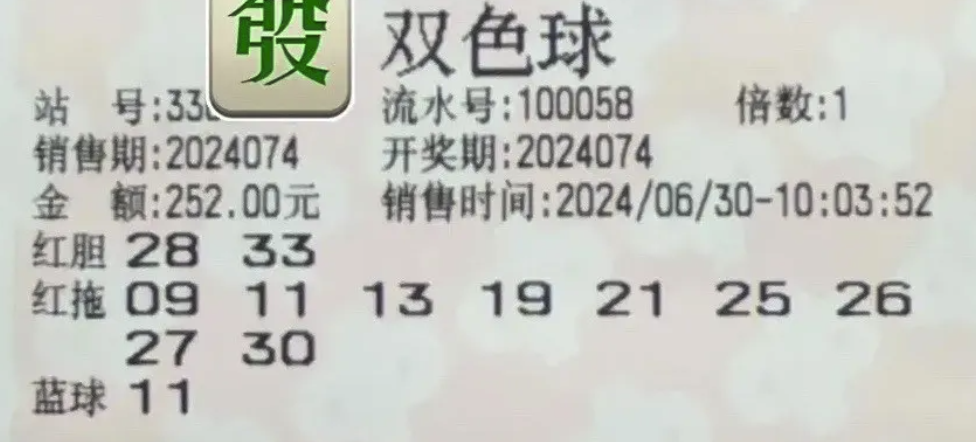 發
双色球
站 号:33 流水号:100058 倍数:1
销售期:2024074 开奖期:2024074
金 额:252.00元 销售时间:2024/06/30-10:03:52
红胆 28 33
红拖 09 11 13 19 21 25 26
27 30
蓝球 11